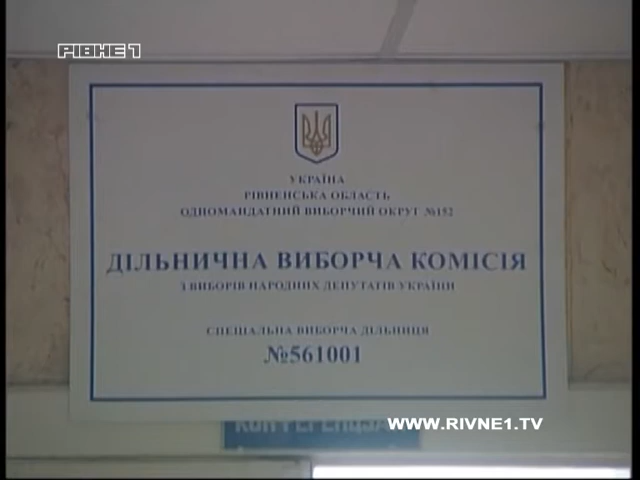 РІВНЕ 1
УКРАЇНА
РІВНЕНСЬКА ОБЛАСТЬ
ОДНОМАНДАТНИЙ ВИБОРЧИЙ ОКРУГ №152
ДІЛЬНИЧНА ВИБОРЧА КОМІСІЯ
З ВИБОРІВ НАРОДНИХ ДЕПУТАТІВ УКРАЇНИ
СПЕЦІАЛЬНА ВИБОРЧА ДІЛЬНИЦЯ
№561001
WWW.RIVNE1.TV